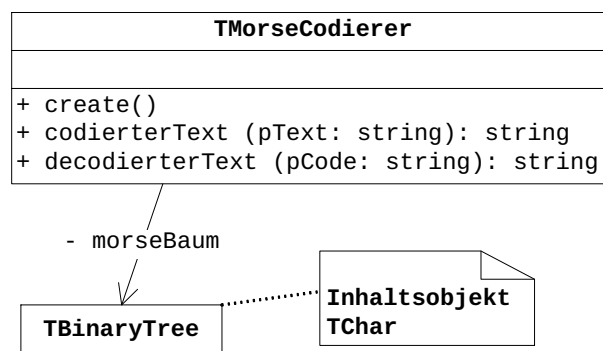 TMorseCodierer
+ create()
+ codierterText (pText: string): string
+ decodierterText (pCode: string): string
- morseBaum
TBinaryTree
Inhaltsobjekt
TChar